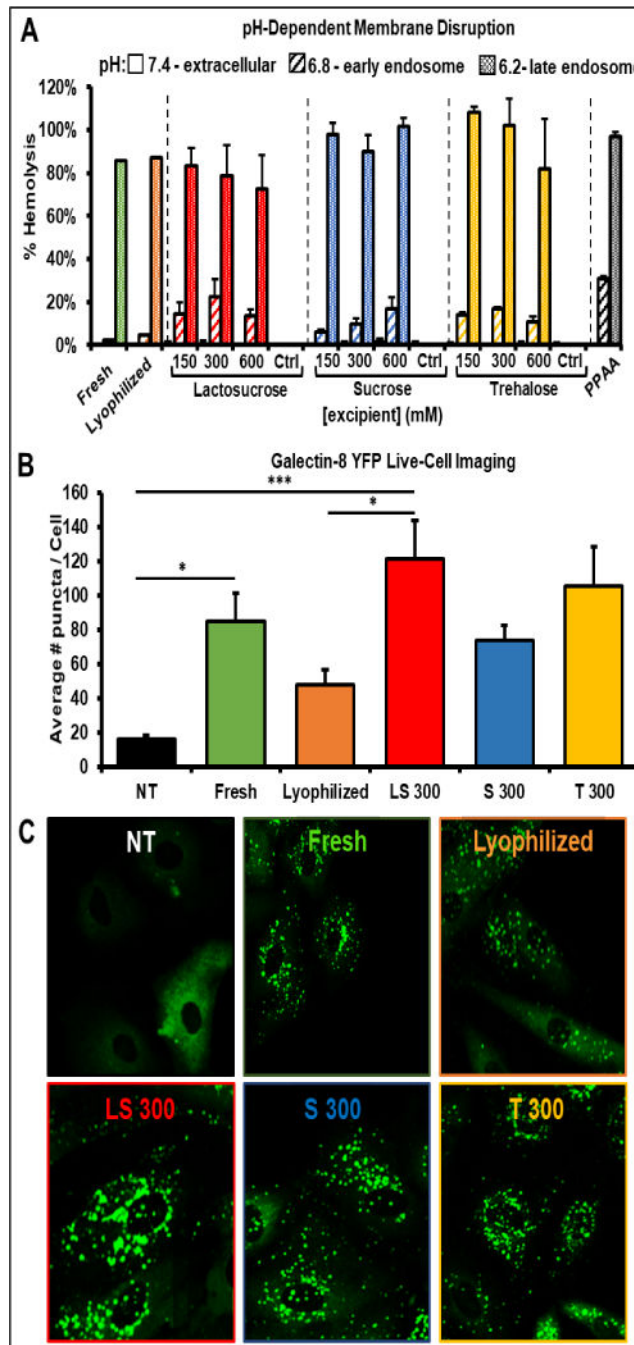 A
pH-Dependent Membrane Disruption
pH: 7.4 - extracellular 6.8 - early endosome 6.2- late endosome
% Hemolysis
120%
100%
80%
60%
40%
20%
0%
150 300 600 Ctrl 150 300 600 Ctrl 150 300 600 Ctrl
Fresh Lyophilized Lactosucrose Sucrose Trehalose PPAA
[excipient] (mM)
B
Galectin-8 YFP Live-Cell Imaging
Average # puncta / Cell
160
140
120
100
80
60
40
20
0
***
*
*
NT Fresh Lyophilized LS 300 S 300 T 300
C
NT Fresh Lyophilized
LS 300 S 300 T 300